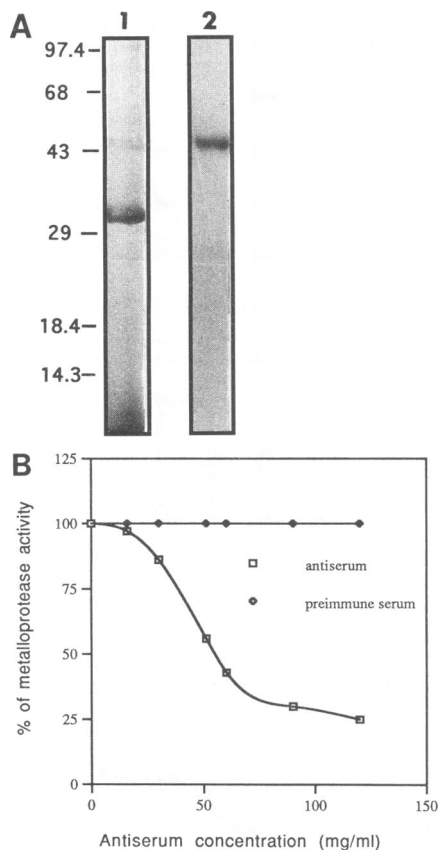 A
1 2
97.4
68
43
29
18.4
14.3
B
125
100
75
50
25
0
% of metalloprotease activity
antiserum
preimmune serum
0 50 100 150
Antiserum concentration (mg/ml)